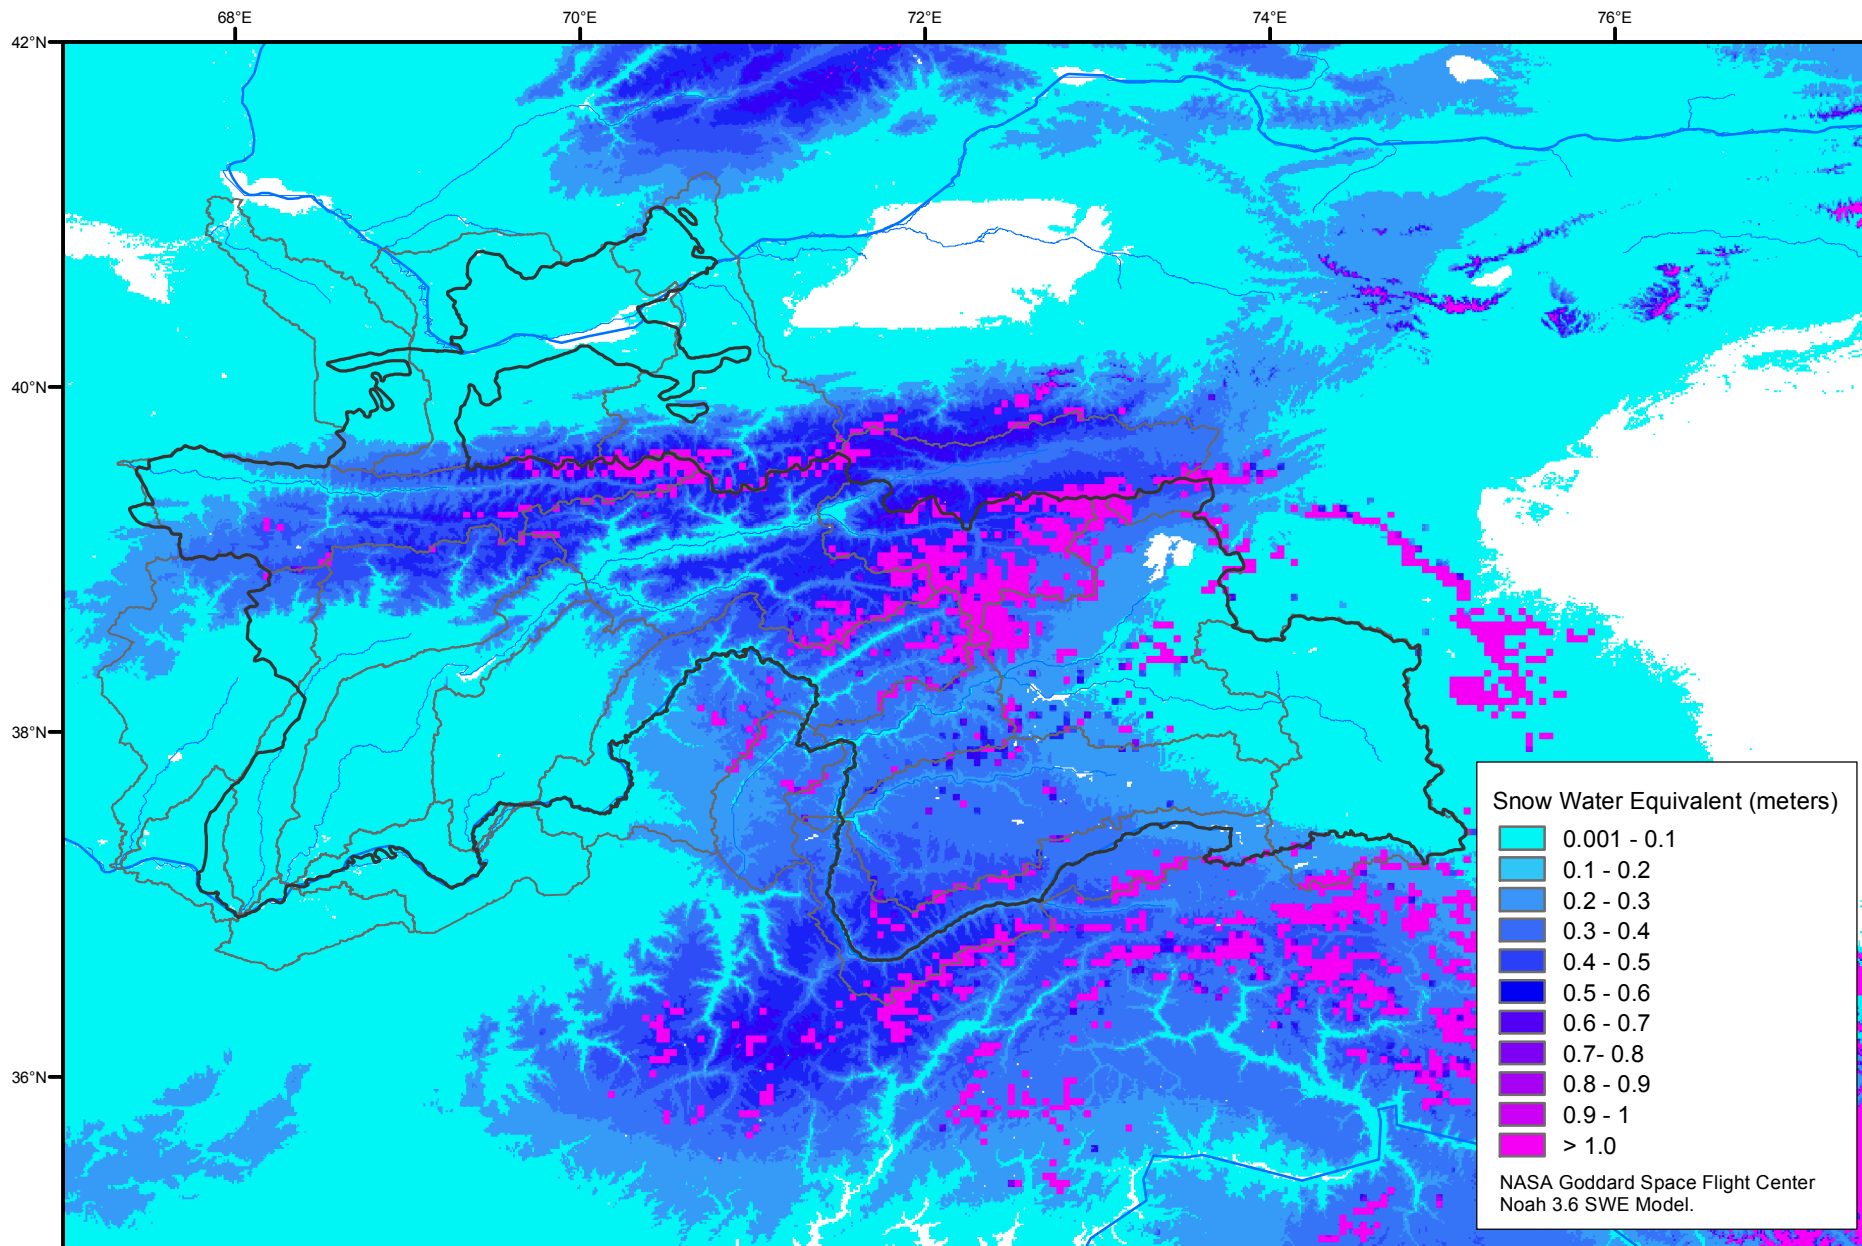 68°E
70°E
72°E
74°E
76°E
42°N
40°N
38°N
36°N
Snow Water Equivalent (meters)
0.001 - 0.1
0.1 - 0.2
0.2 - 0.3
0.3 - 0.4
0.4 - 0.5
0.5 - 0.6
0.6 - 0.7
0.7- 0.8
0.8 - 0.9
0.9 - 1
> 1.0
NASA Goddard Space Flight Center
Noah 3.6 SWE Model.